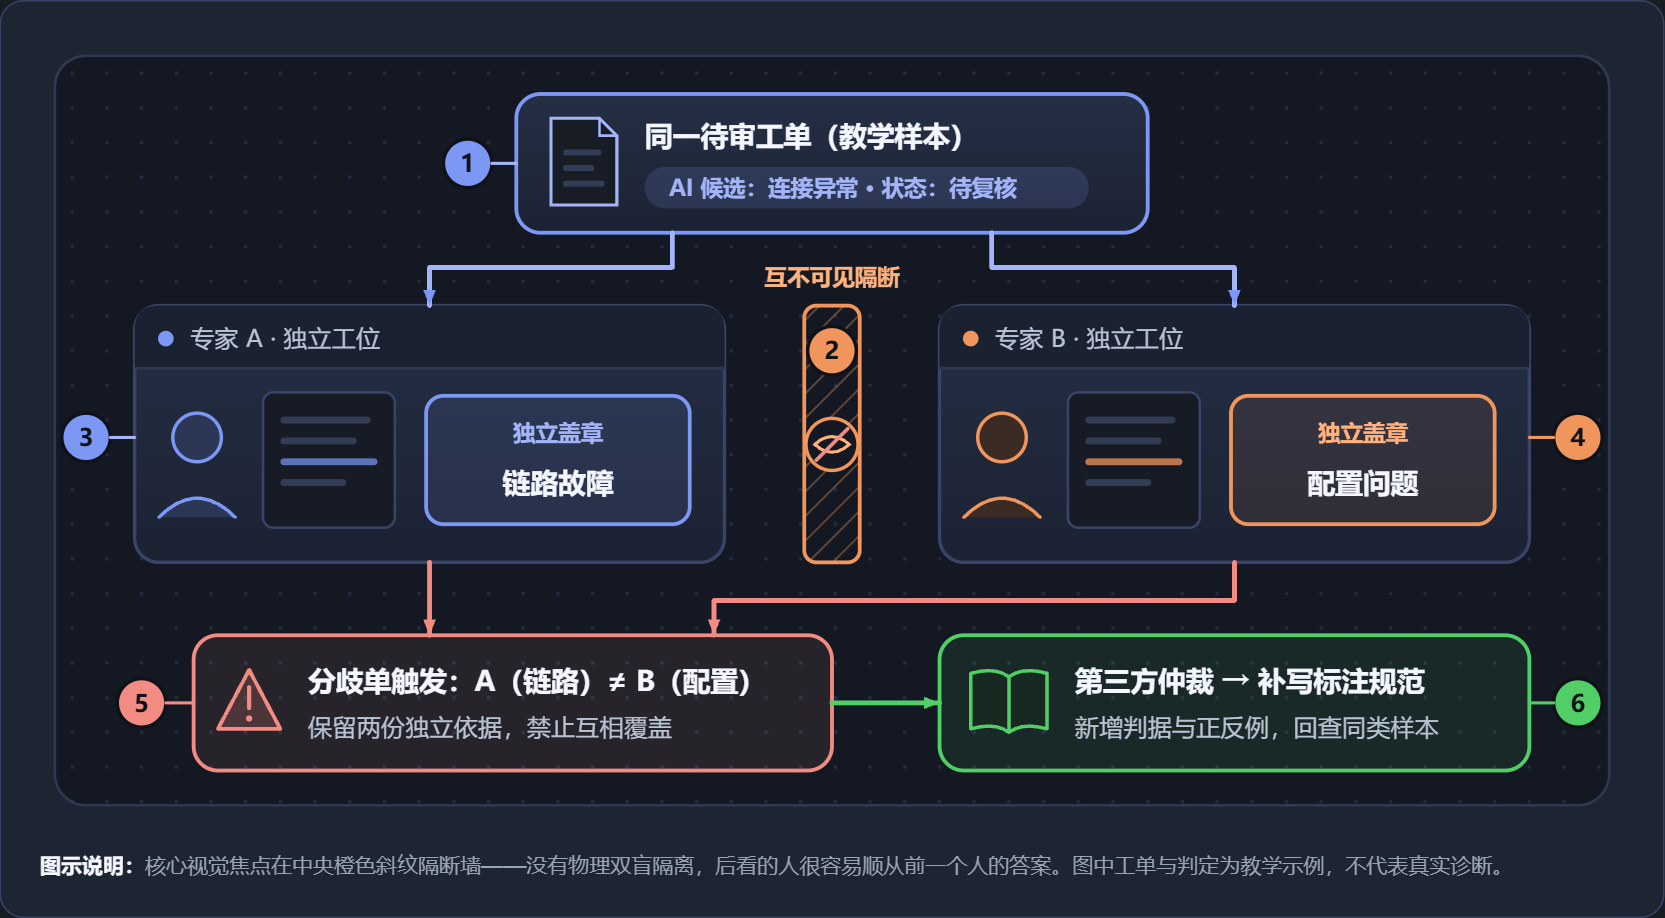 同一待审工单（教学样本）
1
AI 候选：连接异常 • 状态：待复核
互不可见隔断
专家 A · 独立工位
2
专家 B · 独立工位
3
独立盖章
链路故障
独立盖章
配置问题
4
分歧单触发：A（链路）≠ B（配置）
5
保留两份独立依据，禁止互相覆盖
第三方仲裁 → 补写标注规范
6
新增判据与正反例，回查同类样本
图示说明：核心视觉焦点在中央橙色斜纹隔断墙——没有物理双盲隔离，后看的人很容易顺从前一个人的答案。图中工单与判定为教学示例，不代表真实诊断。